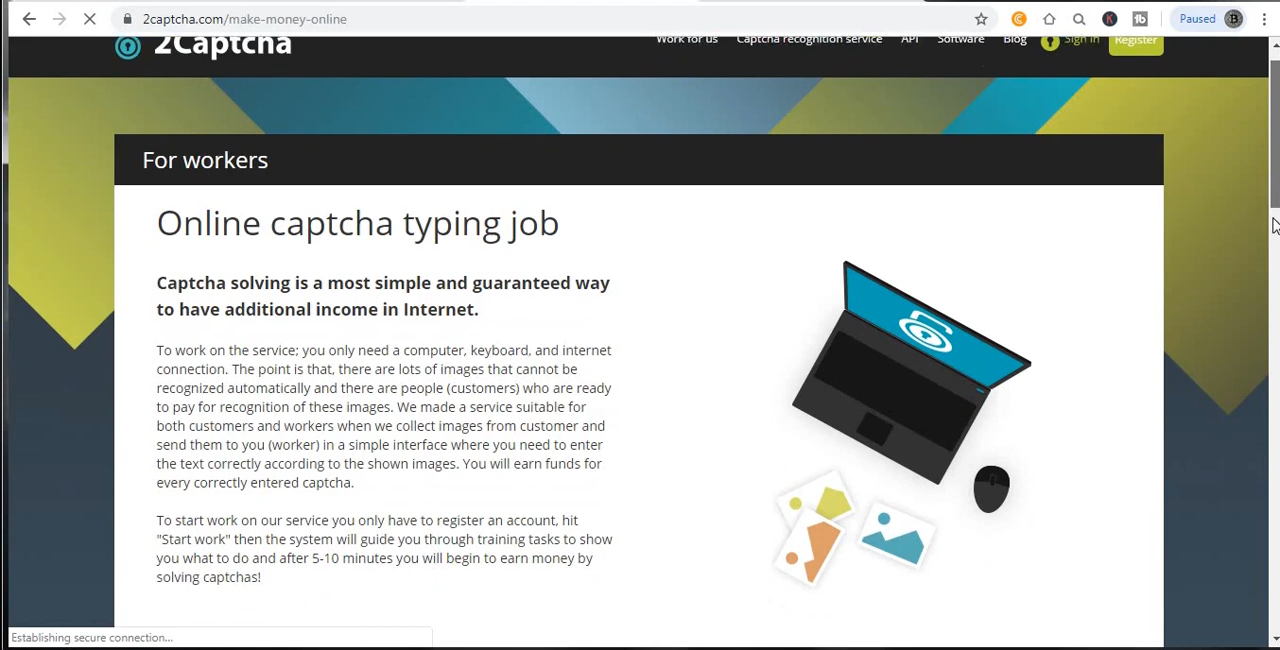 2captcha.com/make-money-online
Paused
2Captcha
Work for us Captcha recognition service API Software Blog Sign in Register
For workers
Online captcha typing job
Captcha solving is a most simple and guaranteed way
to have additional income in Internet.
To work on the service; you only need a computer, keyboard, and internet
connection. The point is that, there are lots of images that cannot be
recognized automatically and there are people (customers) who are ready
to pay for recognition of these images. We made a service suitable for
both customers and workers when we collect images from customer and
send them to you (worker) in a simple interface where you need to enter
the text correctly according to the shown images. You will earn funds for
every correctly entered captcha.
To start work on our service you only have to register an account, hit
"Start work" then the system will guide you through training tasks to show
you what to do and after 5-10 minutes you will begin to earn money by
solving captchas!
Establishing secure connection...